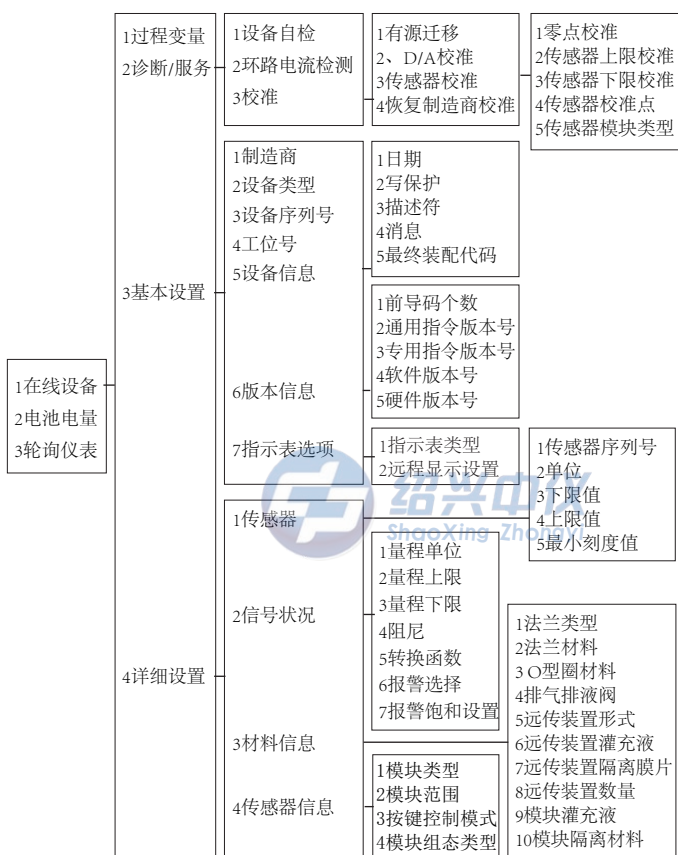 1在线设备
2电池电量
3轮询仪表
1过程变量
2诊断/服务
3基本设置
4详细设置
1设备自检
2环路电流检测
3校准
1有源迁移
2、D/A校准
3传感器校准
4恢复制造商校准
1零点校准
2传感器上限校准
3传感器下限校准
4传感器校准点
5传感器模块类型
1制造商
2设备类型
3设备序列号
4工位号
5设备信息
6版本信息
7指示表选项
1日期
2写保护
3描述符
4消息
5最终装配代码
1前导码个数
2通用指令版本号
3专用指令版本号
4软件版本号
5硬件版本号
1指示表类型
2远程显示设置
1传感器
2信号状况
3材料信息
4传感器信息
1传感器序列号
2单位
3下限值
4上限值
5最小刻度值
1量程单位
2量程上限
3量程下限
4阻尼
5转换函数
6报警选择
7报警饱和设置
1法兰类型
2法兰材料
3 O型圈材料
4排气排液阀
5远传装置形式
6远传装置灌充液
7远传装置隔离膜片
8远传装置数量
9模块灌充液
10模块隔离材料
1模块类型
2模块范围
3按键控制模式
4模块组态类型
绍兴中仪
ShaoXing Zhongyi